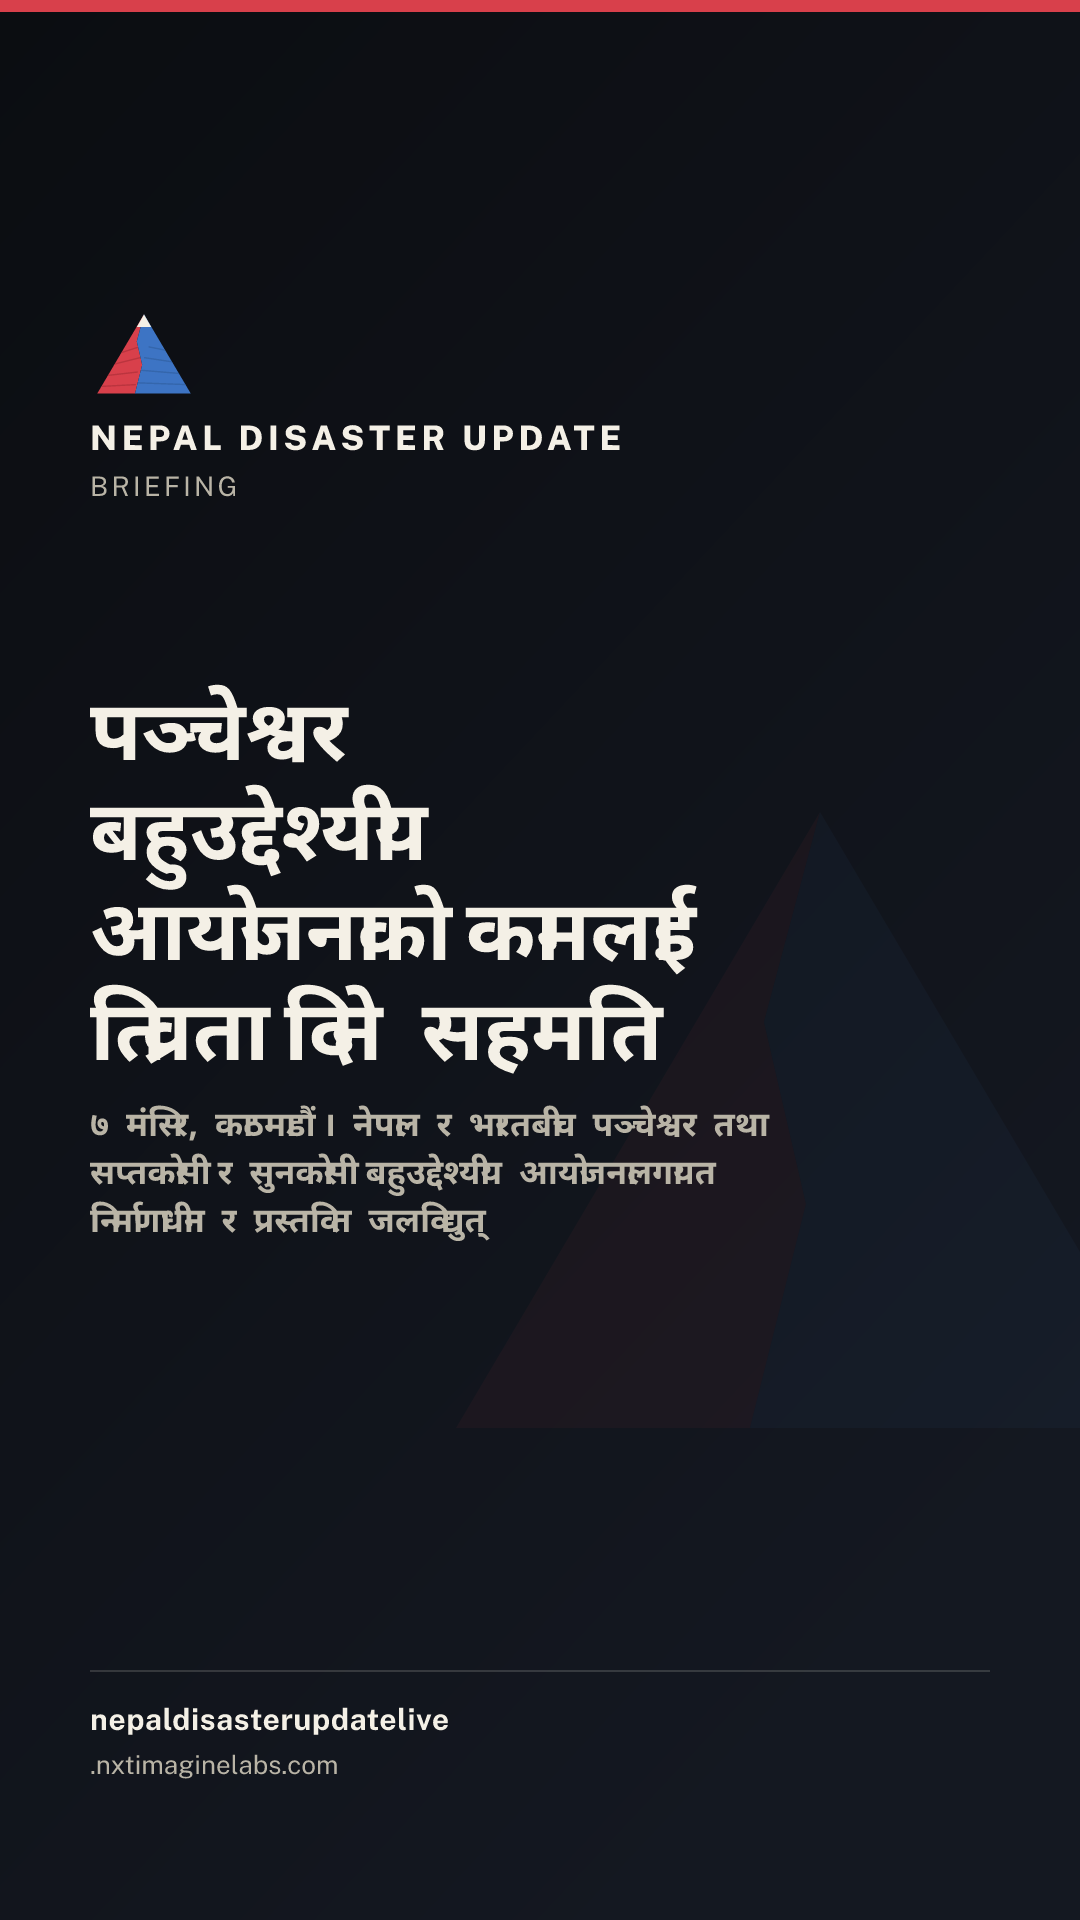 NEPAL DISASTER UPDATE
BRIEFING
पञ्चेश्वर
बहुउद्देश्यीय
आयोजनाको कामलाई
तिव्रता दिने सहमति
७ मंसिर, काठमाडौं । नेपाल र भारतबीच पञ्चेश्वर तथा
सप्तकोसी र सुनकोसी बहुउद्देश्यीय आयोजनालगायत
निर्माणाधीन र प्रस्तावित जलविद्युत्
nepaldisasterupdatelive
.nxtimaginelabs.com